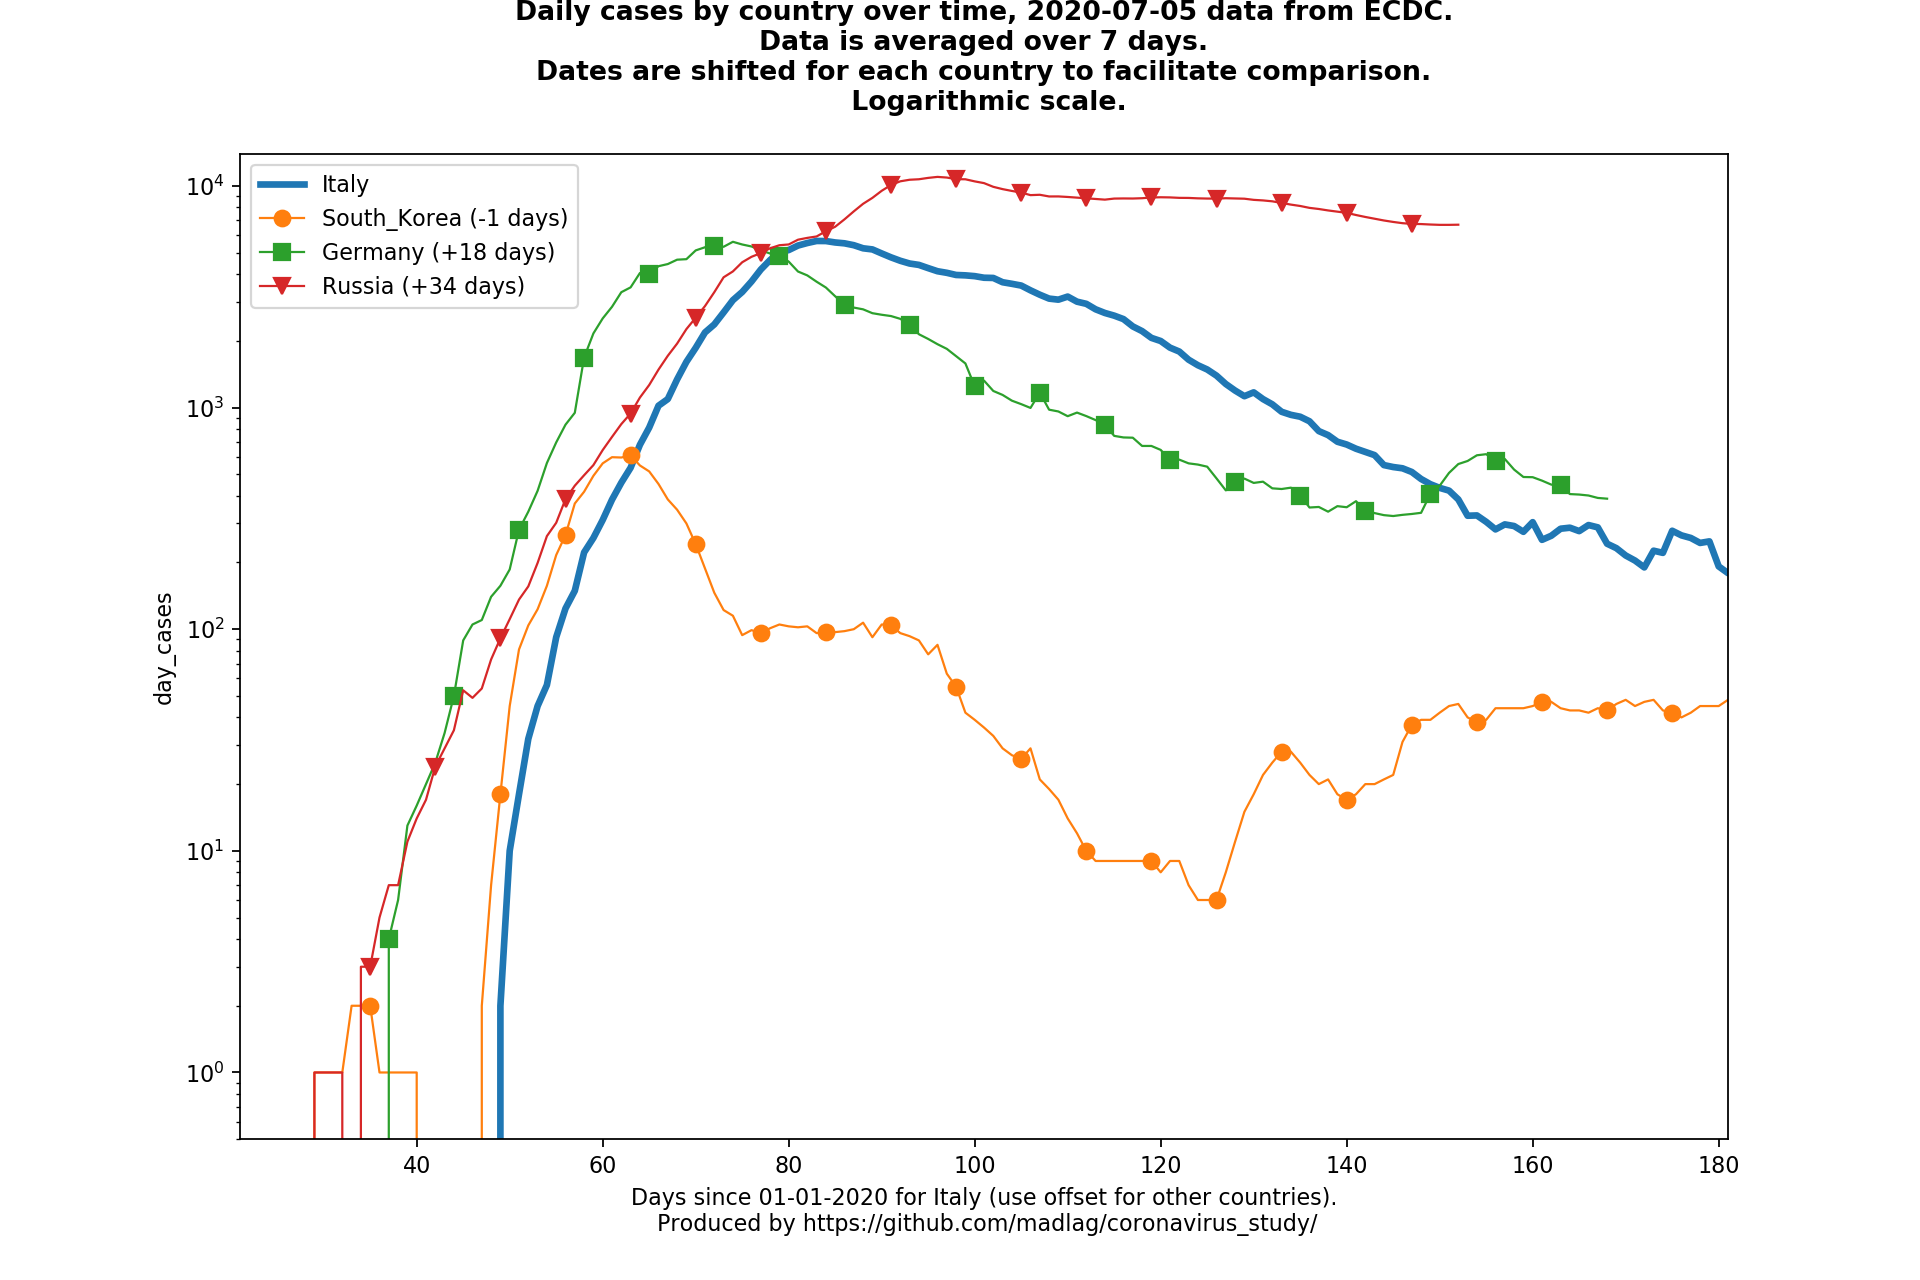 Daily cases by country over time, 2020-07-05 data from ECDC.
Data is averaged over 7 days.
Dates are shifted for each country to facilitate comparison.
Logarithmic scale.
Italy
South_Korea (-1 days)
Germany (+18 days)
Russia (+34 days)
10⁴
10³
10²
10¹
10⁰
day_cases
40 60 80 100 120 140 160 180
Days since 01-01-2020 for Italy (use offset for other countries).
Produced by https://github.com/madlag/coronavirus_study/